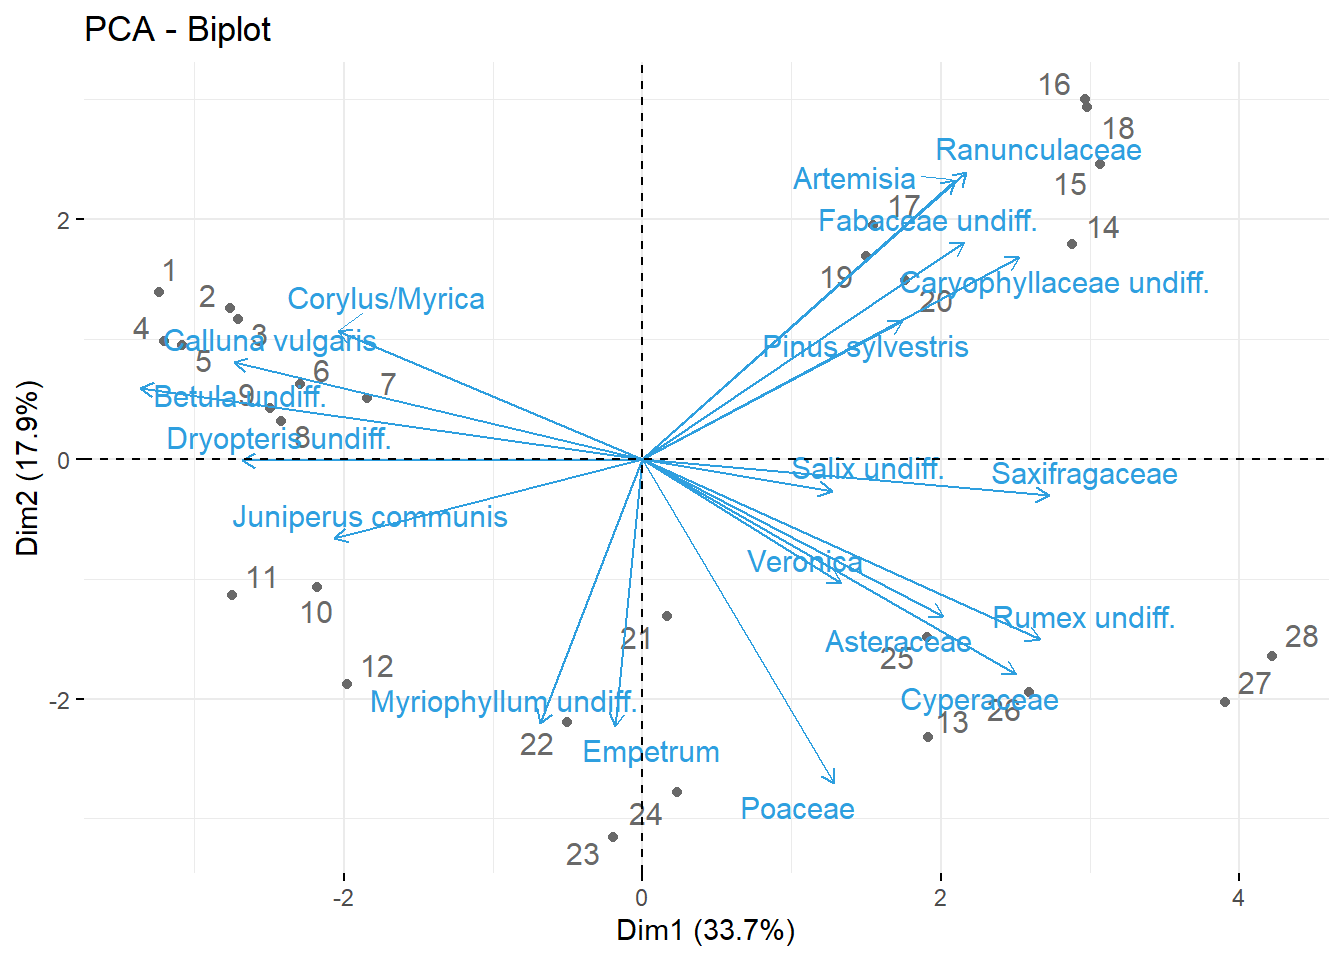 PCA - Biplot
16
18
Ranunculaceae
Artemisia
15
17
Fabaceae undiff.
14
1
19
Caryophyllaceae undiff.
2
Corylus/Myrica
20
4
3
Calluna vulgaris
Pinus sylvestris
5
6
7
9
Betula undiff.
8
Dryopteris undiff.
Salix undiff.
Saxifragaceae
Juniperus communis
Veronica
11
10
Rumex undiff.
21
Asteraceae
28
25
12
27
Myriophyllum undiff.
Cyperaceae
26
13
22
Empetrum
Poaceae
24
23
2
0
-2
Dim2 (17.9%)
-2
0
2
4
Dim1 (33.7%)